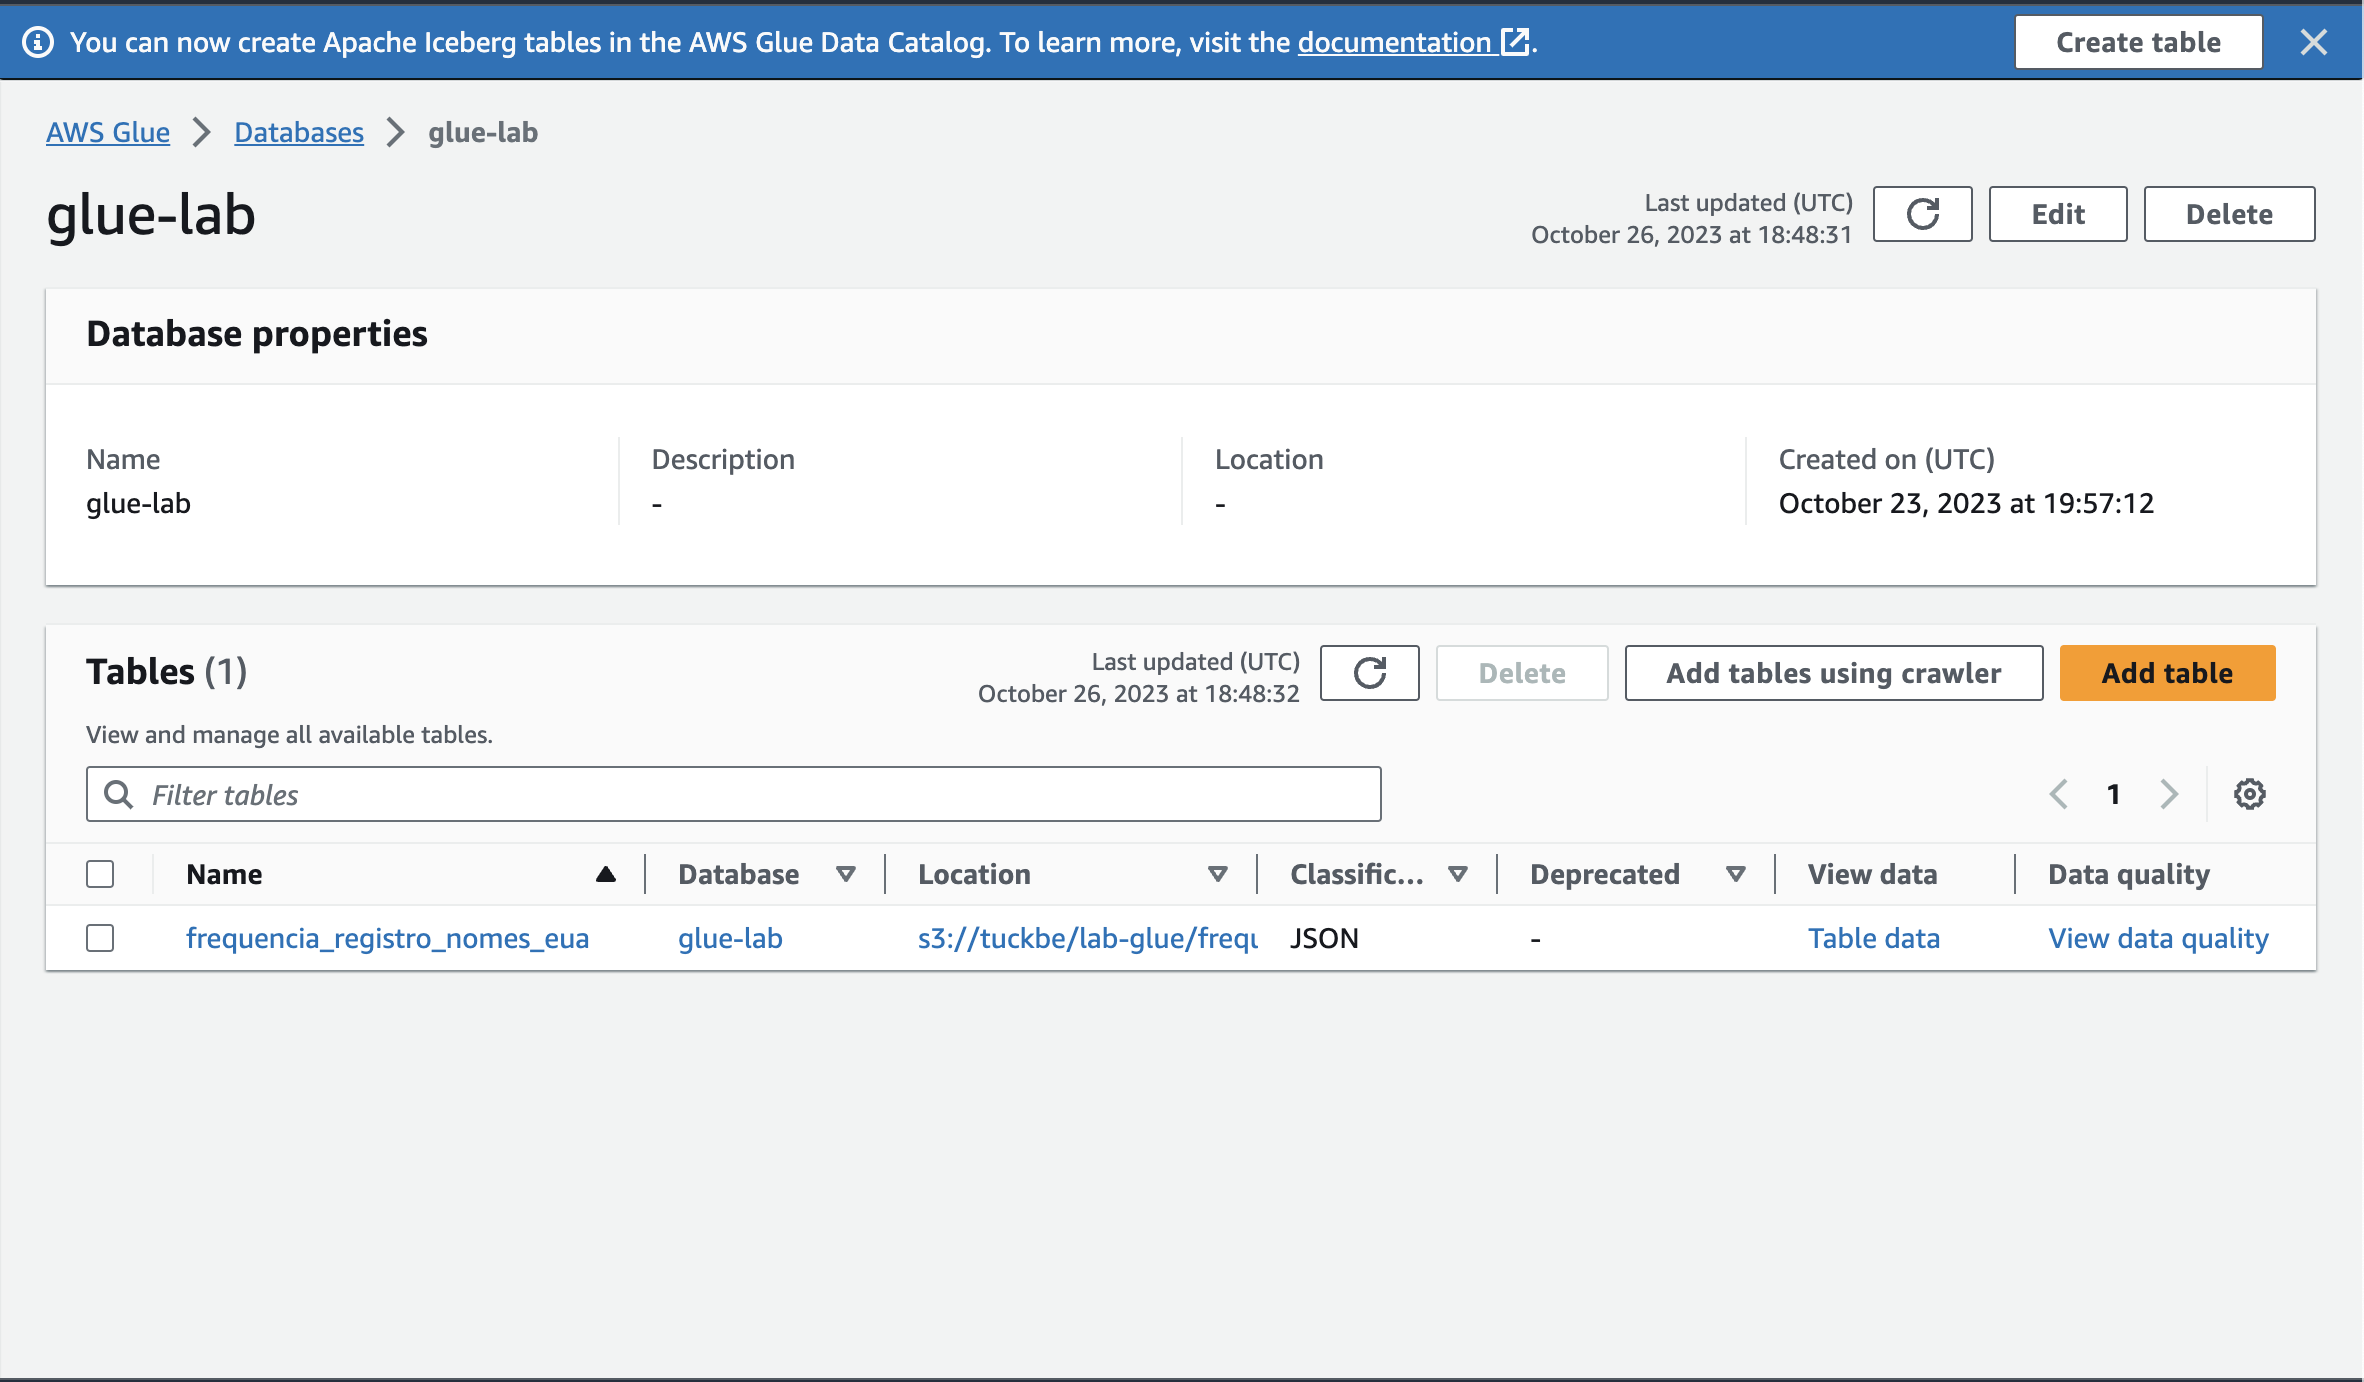 You can now create Apache Iceberg tables in the AWS Glue Data Catalog. To learn more, visit the documentation. Create table
AWS Glue Databases glue-lab
glue-lab
Last updated (UTC)
October 26, 2023 at 18:48:31
Edit Delete
Database properties
Name Description Location Created on (UTC)
glue-lab - - October 23, 2023 at 19:57:12
Tables (1)
Last updated (UTC)
October 26, 2023 at 18:48:32
Delete Add tables using crawler Add table
View and manage all available tables.
Filter tables 1
Name Database Location Classific... Deprecated View data Data quality
frequencia_registro_nomes_eua glue-lab s3://tuckbe/lab-glue/frequ JSON - Table data View data quality